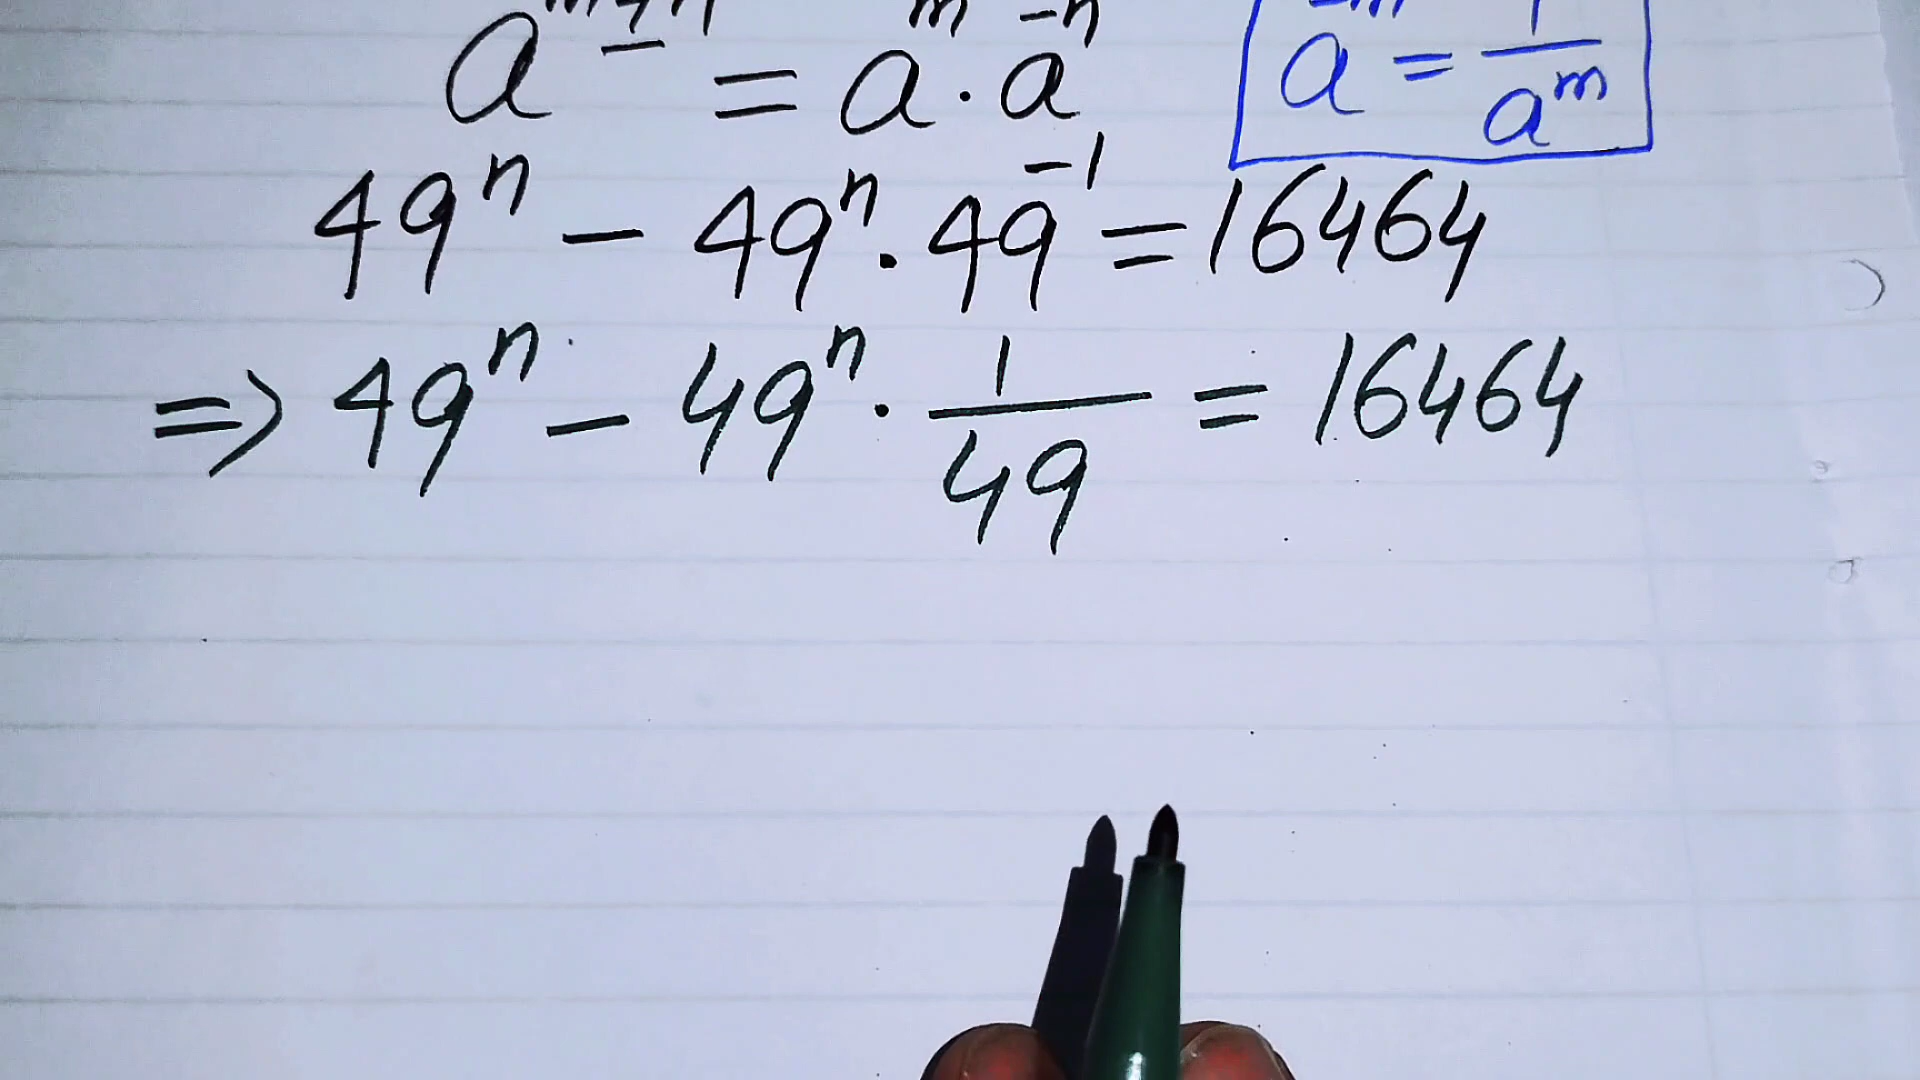 a = a^m · a^-n
a = 1/a^m
49^n - 49^n · 49^-1 = 16464
=> 49^n - 49^n · 1/49 = 16464